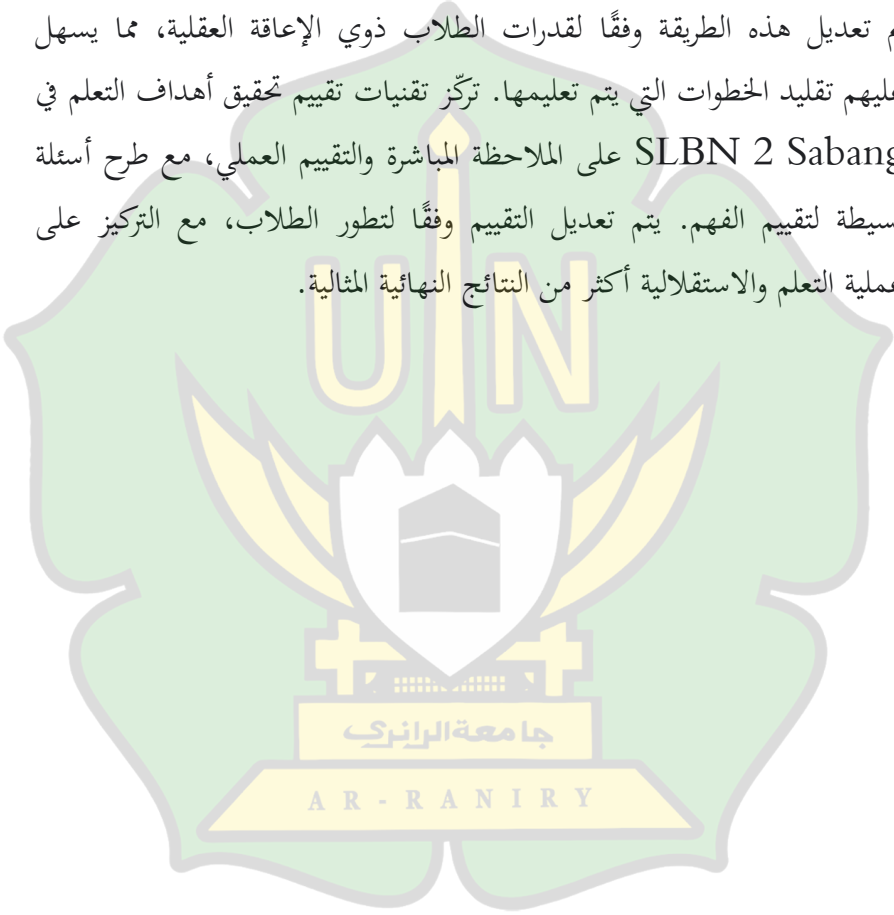 تعديل هذه الطريقة وفقًا لقدرات الطلاب ذوي الإعاقة العقلية، مما يسهل
عليهم تقليد الخطوات التي يتم تعليمها. تركّز تقنيات تقييم تحقيق أهداف التعلم في
SLBN 2 Sabang على الملاحظة المباشرة والتقييم العملي، مع طرح أسئلة
بسيطة لتقييم الفهم. يتم تعديل التقييم وفقًا لتطور الطلاب، مع التركيز على
عملية التعلم والاستقلالية أكثر من النتائج النهائية المثالية.
UIN
جامعة الرانري
AR-RANIRY